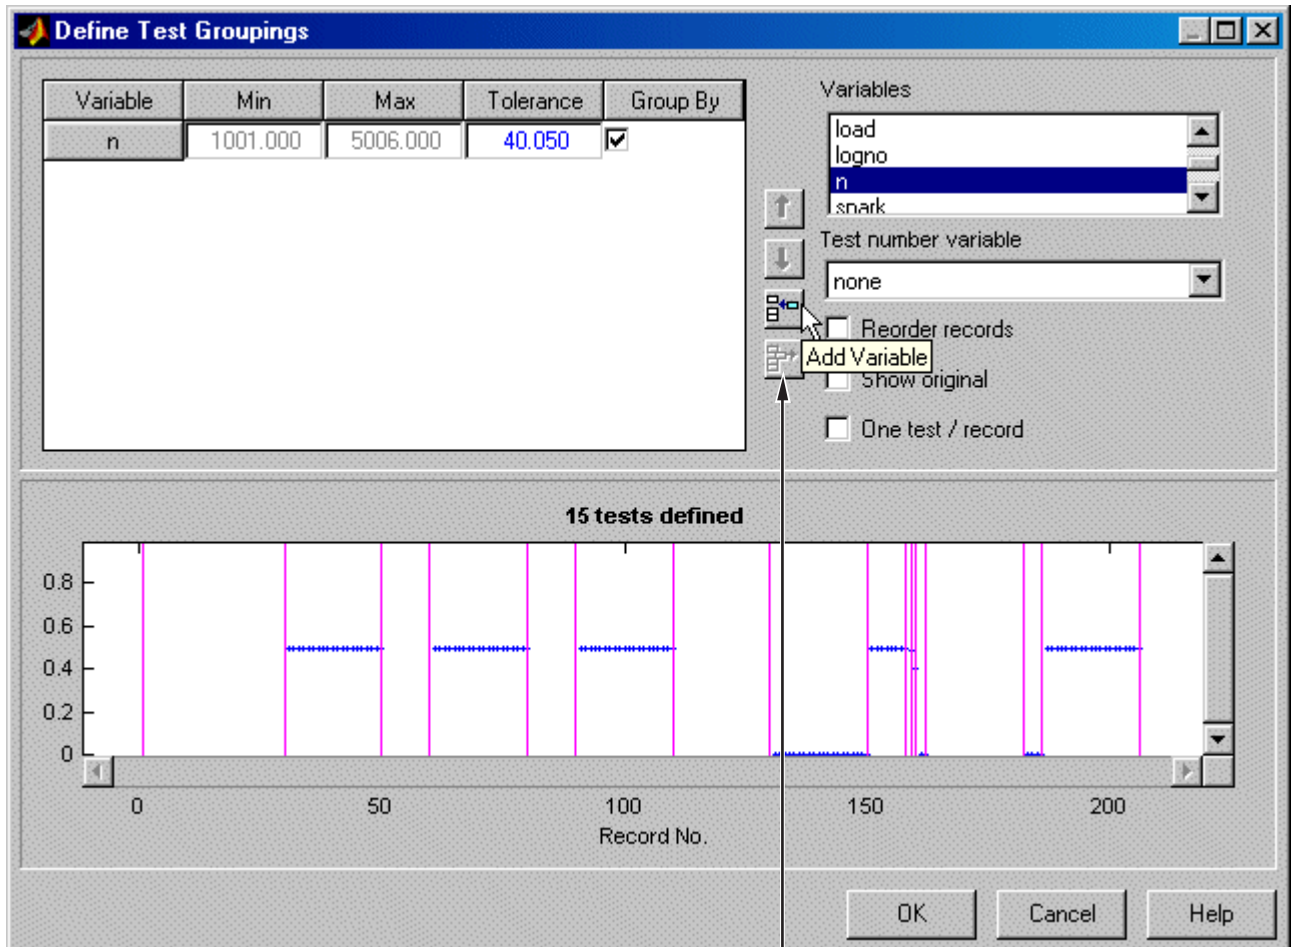 Define Test Groupings
Variable Min Max Tolerance Group By
n 1001.000 5006.000 40.050
Variables
load
logno
n
spark
Test number variable
none
Reorder records
Add Variable
Show original
One test / record
15 tests defined
0.8
0.6
0.4
0.2
0
0 50 100 150 200
Record No.
OK Cancel Help